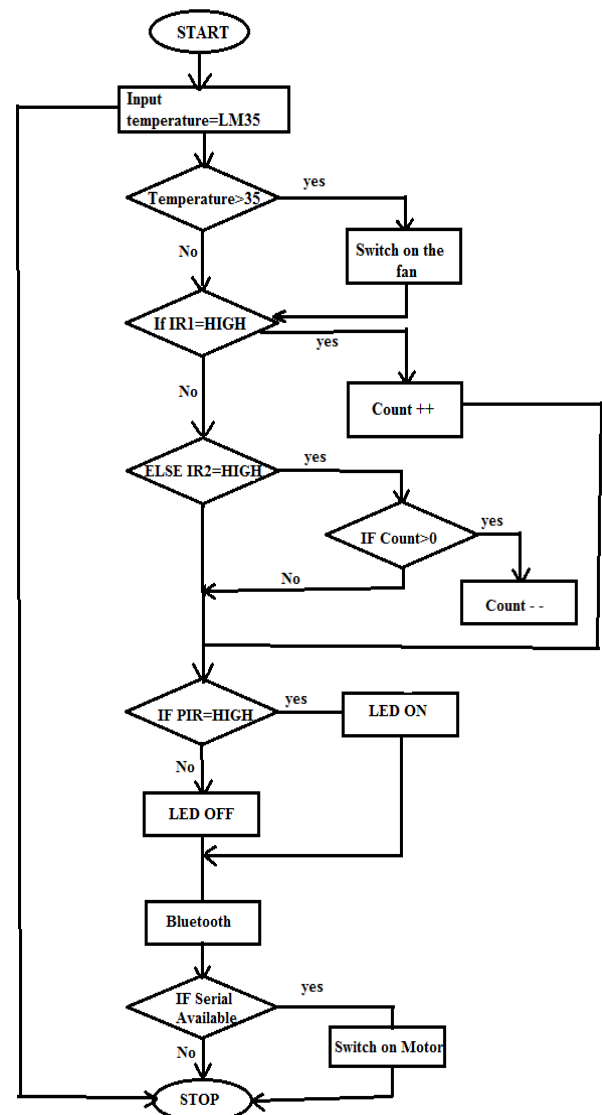 START
Input
temperature=LM35
Temperature>35
yes
No
Switch on the
fan
If IR1=HIGH
yes
No
Count ++
ELSE IR2=HIGH
yes
IF Count>0
yes
No
Count - -
IF PIR=HIGH
yes
LED ON
No
LED OFF
Bluetooth
IF Serial
Available
yes
No
Switch on Motor
STOP